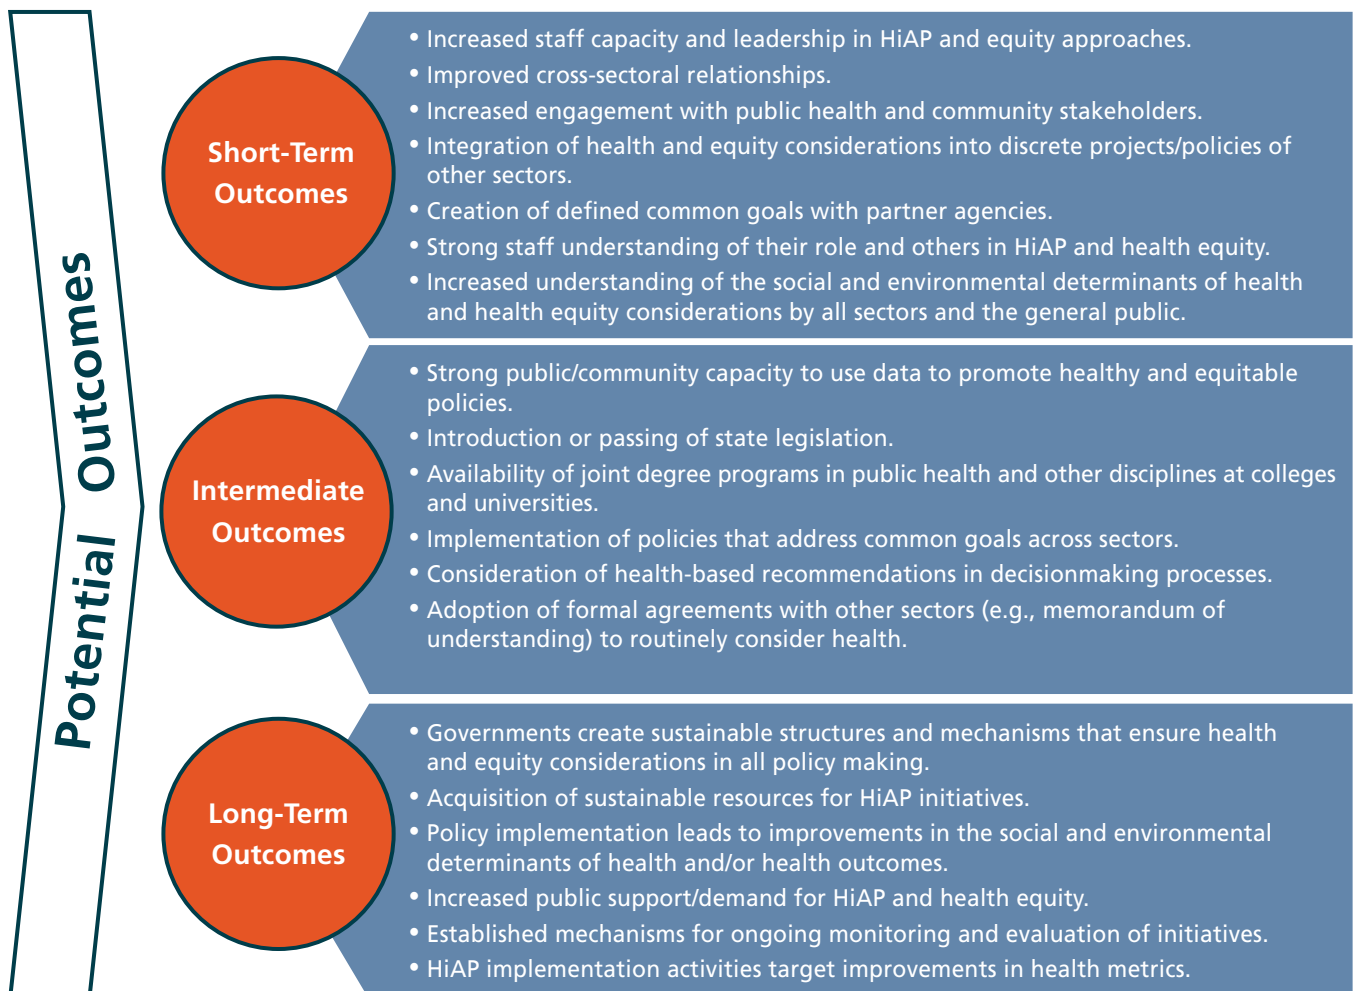 Potential Outcomes
Short-Term
Outcomes
• Increased staff capacity and leadership in HiAP and equity approaches.
• Improved cross-sectoral relationships.
• Increased engagement with public health and community stakeholders.
• Integration of health and equity considerations into discrete projects/policies of
other sectors.
• Creation of defined common goals with partner agencies.
• Strong staff understanding of their role and others in HiAP and health equity.
• Increased understanding of the social and environmental determinants of health
and health equity considerations by all sectors and the general public.
Intermediate
Outcomes
• Strong public/community capacity to use data to promote healthy and equitable
policies.
• Introduction or passing of state legislation.
• Availability of joint degree programs in public health and other disciplines at colleges
and universities.
• Implementation of policies that address common goals across sectors.
• Consideration of health-based recommendations in decisionmaking processes.
• Adoption of formal agreements with other sectors (e.g., memorandum of
understanding) to routinely consider health.
Long-Term
Outcomes
• Governments create sustainable structures and mechanisms that ensure health
and equity considerations in all policy making.
• Acquisition of sustainable resources for HiAP initiatives.
• Policy implementation leads to improvements in the social and environmental
determinants of health and/or health outcomes.
• Increased public support/demand for HiAP and health equity.
• Established mechanisms for ongoing monitoring and evaluation of initiatives.
• HiAP implementation activities target improvements in health metrics.